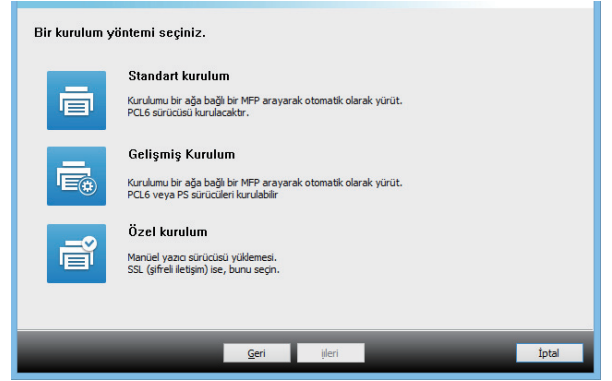 Bir kurulum yöntemi seçiniz.
Standart kurulum
Kurulumu bir ağa bağlı bir MFP arayarak otomatik olarak yürüt.
PCL6 sürücüsü kurulacaktır.
Gelişmiş Kurulum
Kurulumu bir ağa bağlı bir MFP arayarak otomatik olarak yürüt.
PCL6 veya PS sürücüleri kurulabilir
Özel kurulum
Manüel yazıcı sürücüsü yüklemesi.
SSL (şifreli iletişim) ise, bunu seçin.
Geri İleri İptal